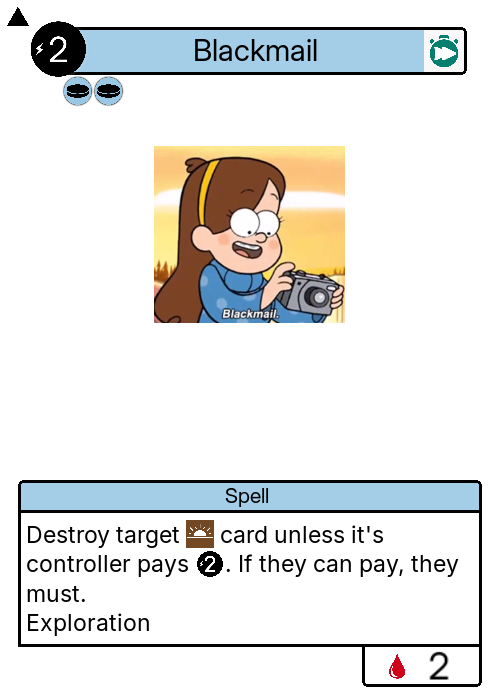 2
Blackmail
Blackmail.
Spell
Destroy target card unless it's
controller pays 2. If they can pay, they
must.
Exploration
2